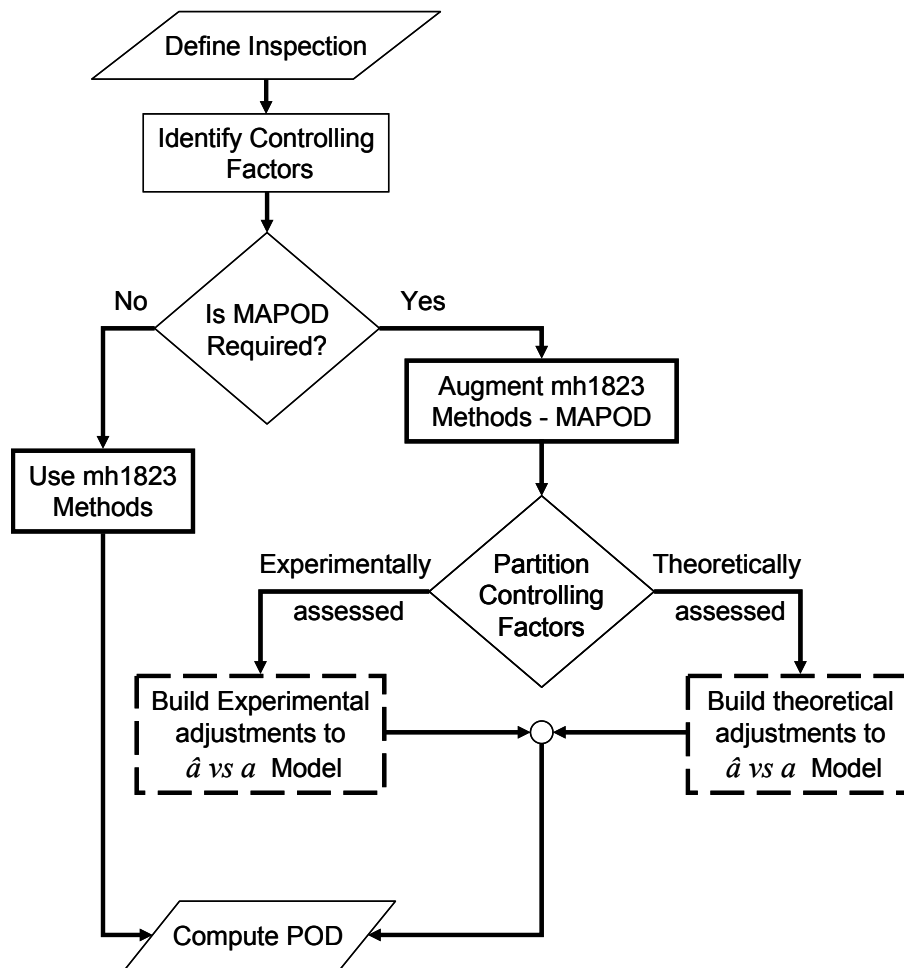 Define Inspection
Identify Controlling
Factors
No
Yes
Is MAPOD
Required?
Augment mh1823
Methods - MAPOD
Use mh1823
Methods
Experimentally
assessed
Partition
Controlling
Factors
Theoretically
assessed
Build Experimental
adjustments to
â vs a Model
Build theoretical
adjustments to
â vs a Model
Compute POD